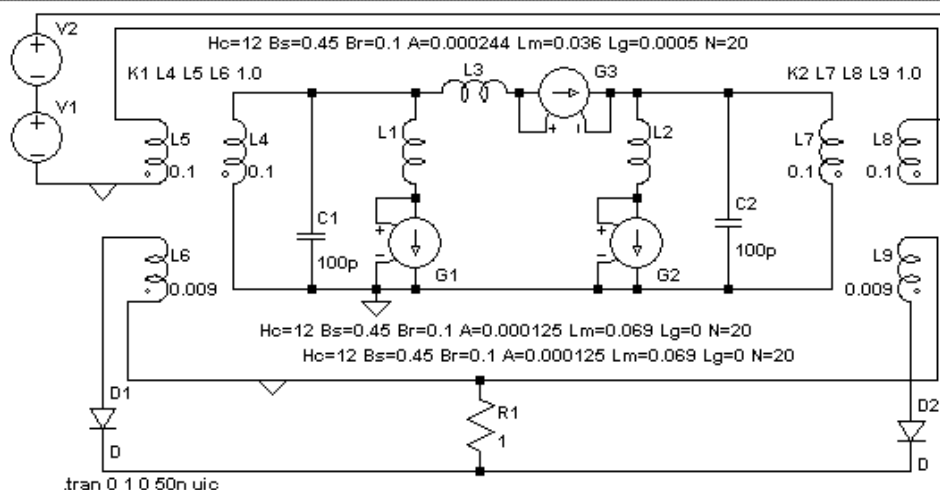 V2
Hc=12 Bs=0.45 Br=0.1 A=0.000244 Lm=0.036 Lg=0.0005 N=20
K1 L4 L5 L6 1.0
L3
G3
K2 L7 L8 L9 1.0
V1
L5
L4
L1
L2
L7
L8
0.1
0.1
0.1
0.1
C1
C2
100p
100p
G1
G2
L6
L9
0.009
0.009
Hc=12 Bs=0.45 Br=0.1 A=0.000125 Lm=0.069 Lg=0 N=20
Hc=12 Bs=0.45 Br=0.1 A=0.000125 Lm=0.069 Lg=0 N=20
D1
R1
D2
1
D
D
.tran 0 1 0 50n uic